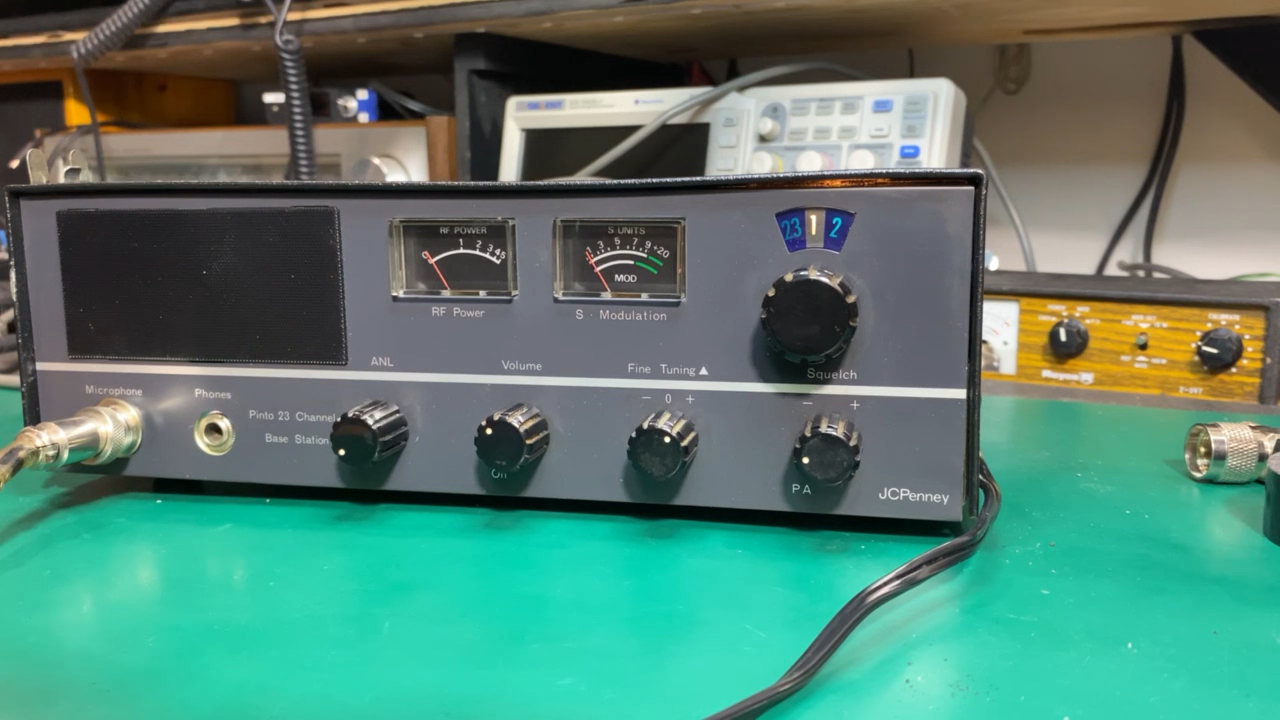 RF POWER
0 1 2 3 4 5
RF Power
S UNITS
1 3 5 7 9 +20
MOD
S · Modulation
23 1 2
ANL
Volume
Fine Tuning ▲
Squelch
Microphone
Phones
Pinto 23 Channel
Base Station
− 0 +
− +
PA
JCPenney